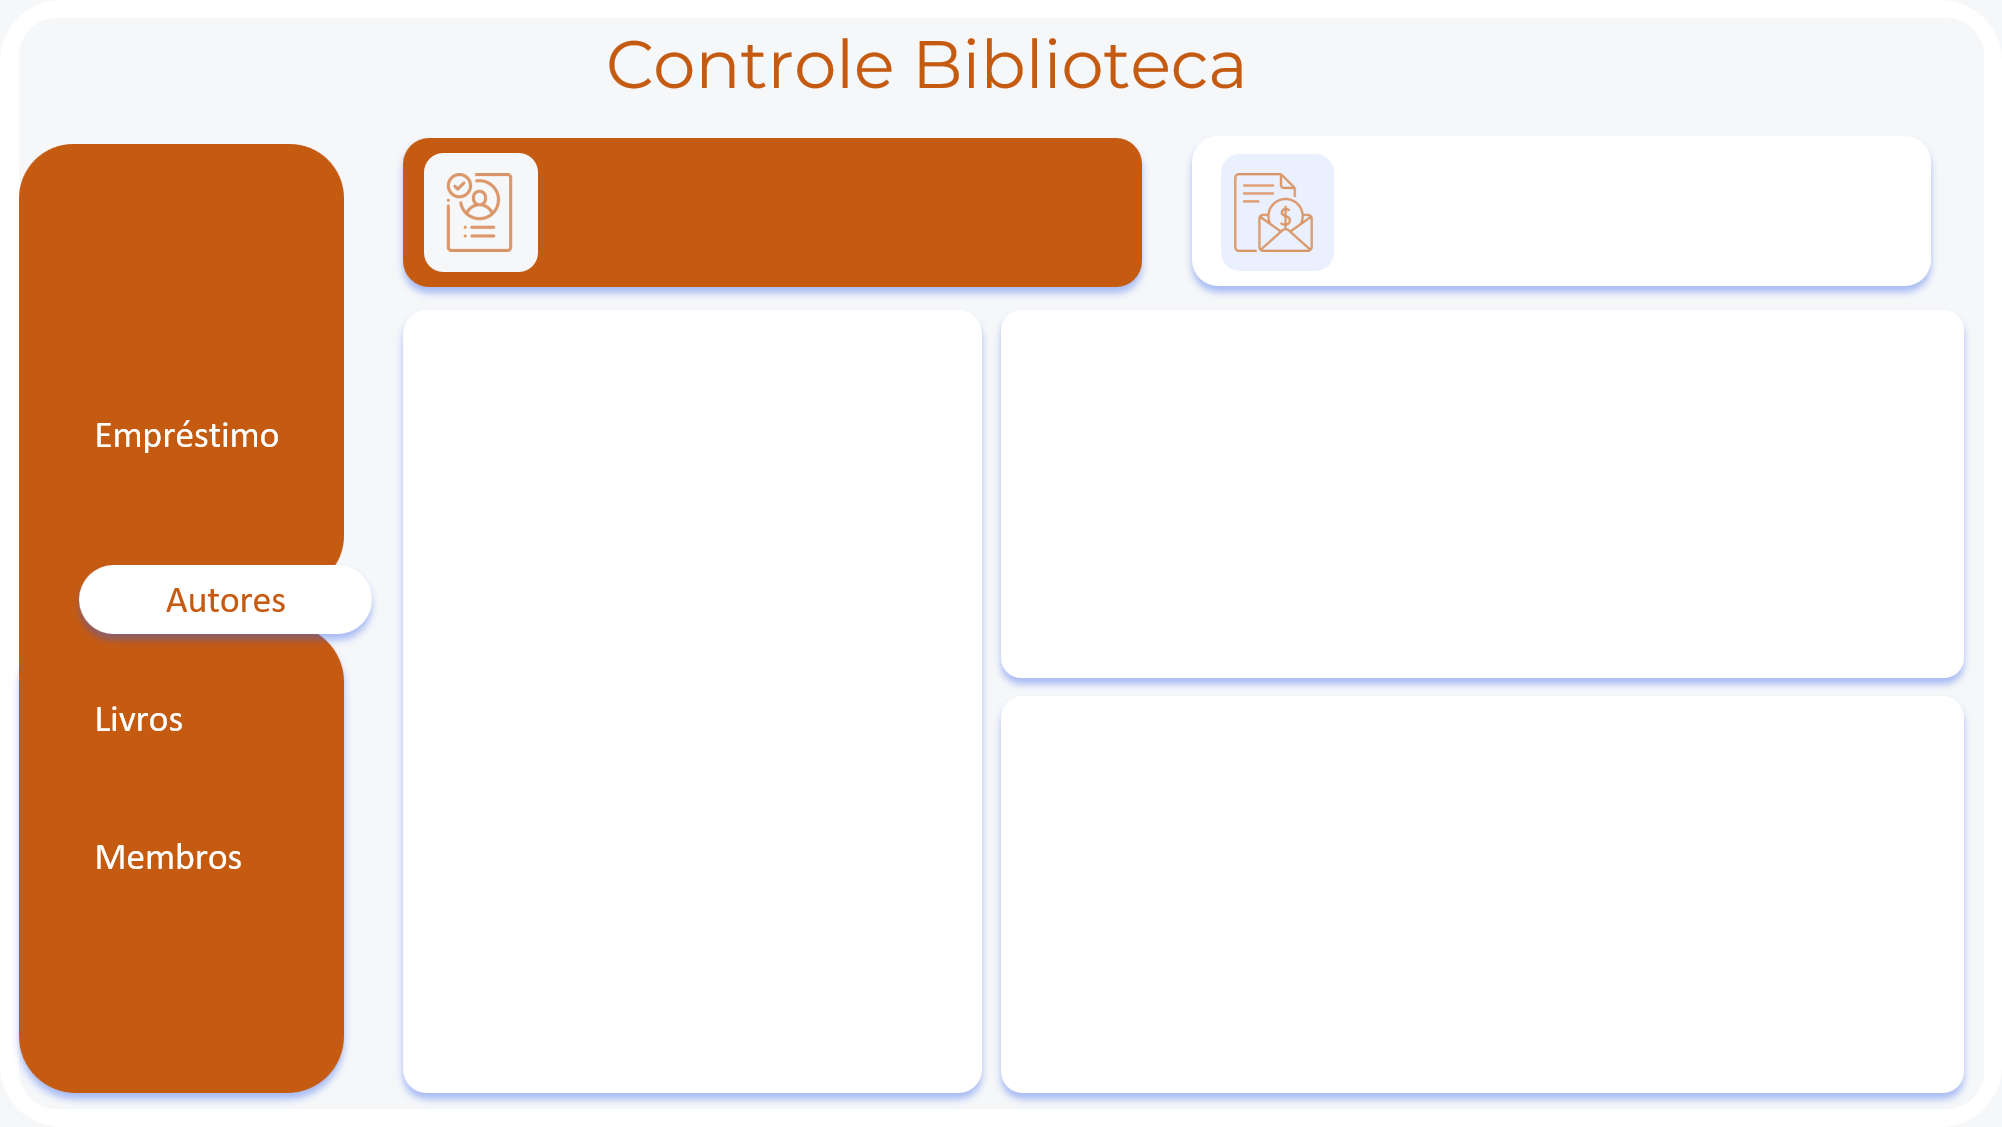 Controle Biblioteca
Empréstimo
Autores
Livros
Membros
$